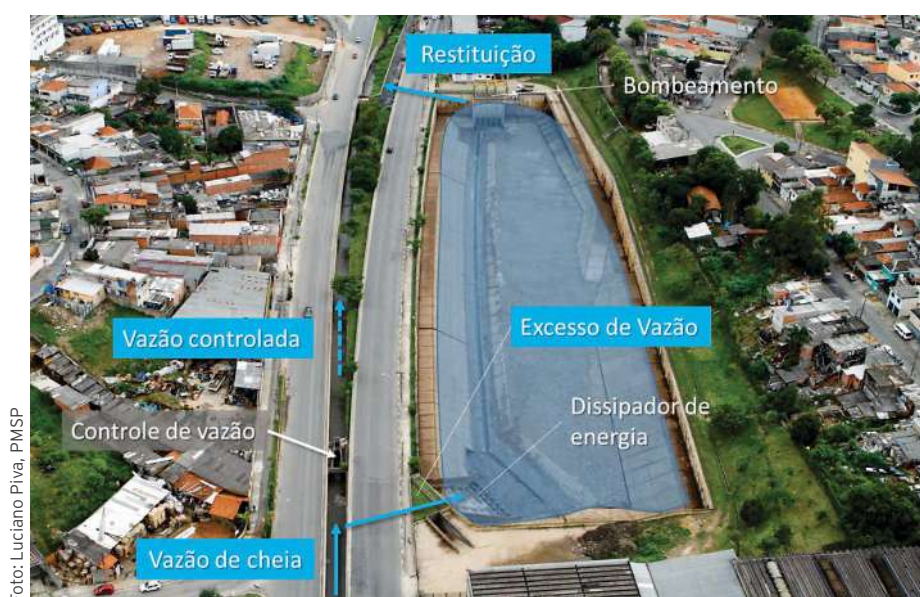 Restituição
Bombeamento
Excesso de Vazão
Vazão controlada
Dissipador de
energia
Controle de vazão
Vazão de cheia
Foto: Luciano Piva, PMSP